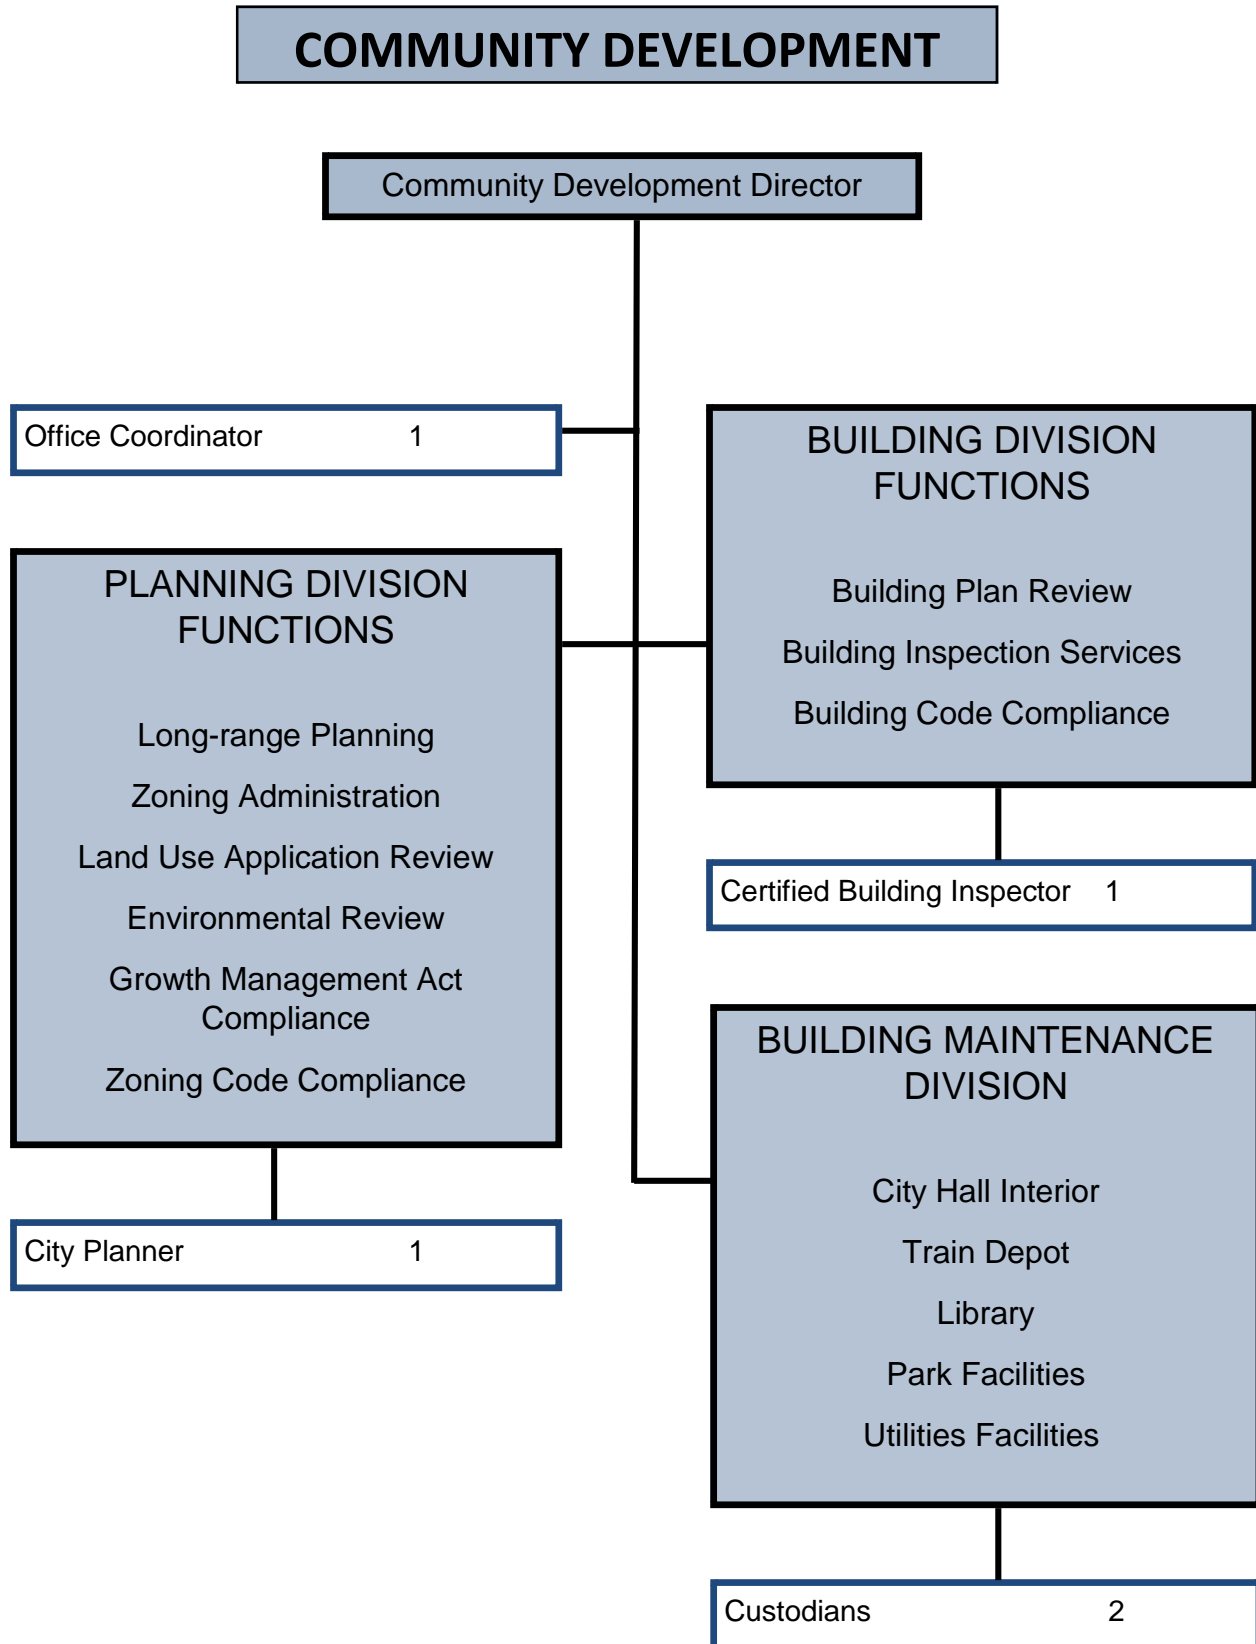 COMMUNITY DEVELOPMENT
Community Development Director
Office Coordinator 1
PLANNING DIVISION
FUNCTIONS
Long-range Planning
Zoning Administration
Land Use Application Review
Environmental Review
Growth Management Act
Compliance
Zoning Code Compliance
City Planner 1
BUILDING DIVISION
FUNCTIONS
Building Plan Review
Building Inspection Services
Building Code Compliance
Certified Building Inspector 1
BUILDING MAINTENANCE
DIVISION
City Hall Interior
Train Depot
Library
Park Facilities
Utilities Facilities
Custodians 2